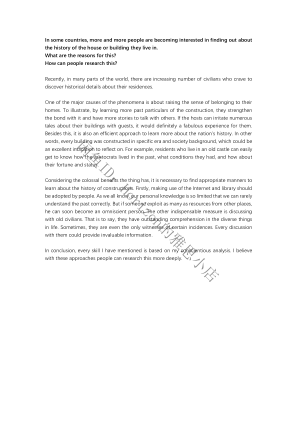 In some countries, more and more people are becoming interested in finding out about
the history of the house or building they live in.
What are the reasons for this?
How can people research this?
Recently, in many parts of the world, there are increasing number of civilians who crave to
discover historical details about their residences.
One of the major causes of the phenomena is about raising the sense of belonging to their
homes. To illustrate, by learning more past particulars of the construction, they strengthen
the bond with it and have more stories to talk with others. If the hosts can imitate numerous
tales about their buildings with guests, it would definitely a fabulous experience for them.
Besides this, it is also an efficient approach to learn more about the nation's history. In other
words, every building was constructed in specific era and society background, which could be
an excellent to reflect on. For example, residents who live in an old castle can easily
get to know how the aristocrats lived in the past, what conditions they had, and how about
their fortune and
Considering the colossal benefits the thing has, it is necessary to find appropriate manners to
learn about the history of constructions. Firstly, making use of the Internet and library should
be adopted by people. As we all know, our personal knowledge is so limited that we can rarely
understand the past correctly. But if someone exploit as many as resources from other places,
he can soon become an omniscient person. The other indispensable measure is discussing
with old civilians. That is to say, they have outstanding comprehension in the diverse things
in life. Sometimes, they are even the only witnesses of certain incidences. Every discussion
with them could provide invaluable information
In conclusion, every skill I have mentioned is based on my conscientious analysis. I believe
with these approaches people can research this more deeply.
的雅思小店